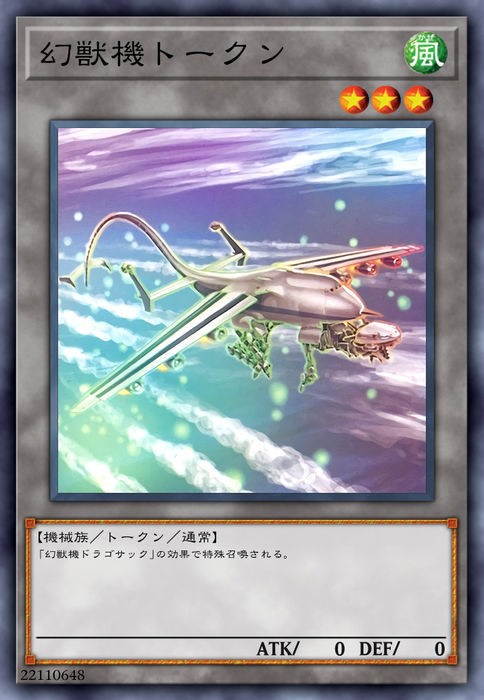 幻獣機トークン
かぜ
風
【機械族／トークン／通常】
「幻獣機ドラゴサック」の効果で特殊召喚される。
ATK/ 0 DEF/ 0
22110648